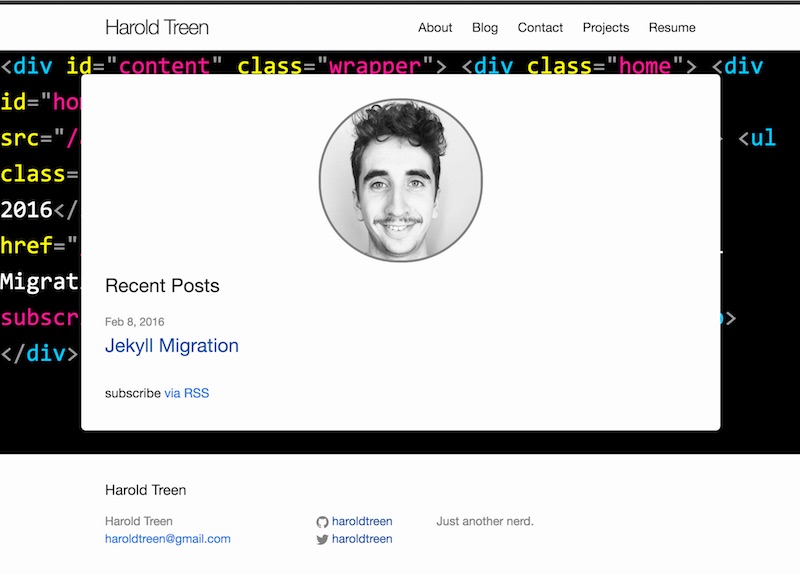 Harold Treen
About Blog Contact Projects Resume
<div id="content" class="wrapper"> <div class="home"> <div
id="ho
src="/ <ul
class=
2016</
href="
Migrat
subscr >
</div>
Recent Posts
Feb 8, 2016
Jekyll Migration
subscribe via RSS
Harold Treen
Harold Treen
haroldtreen@gmail.com
haroldtreen
haroldtreen
Just another nerd.